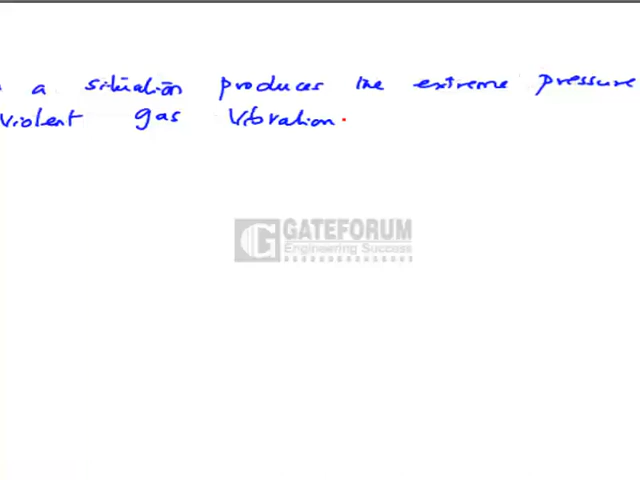 a situation produces the extreme pressure
violent gas vibration.
GATEFORUM
Engineering Success